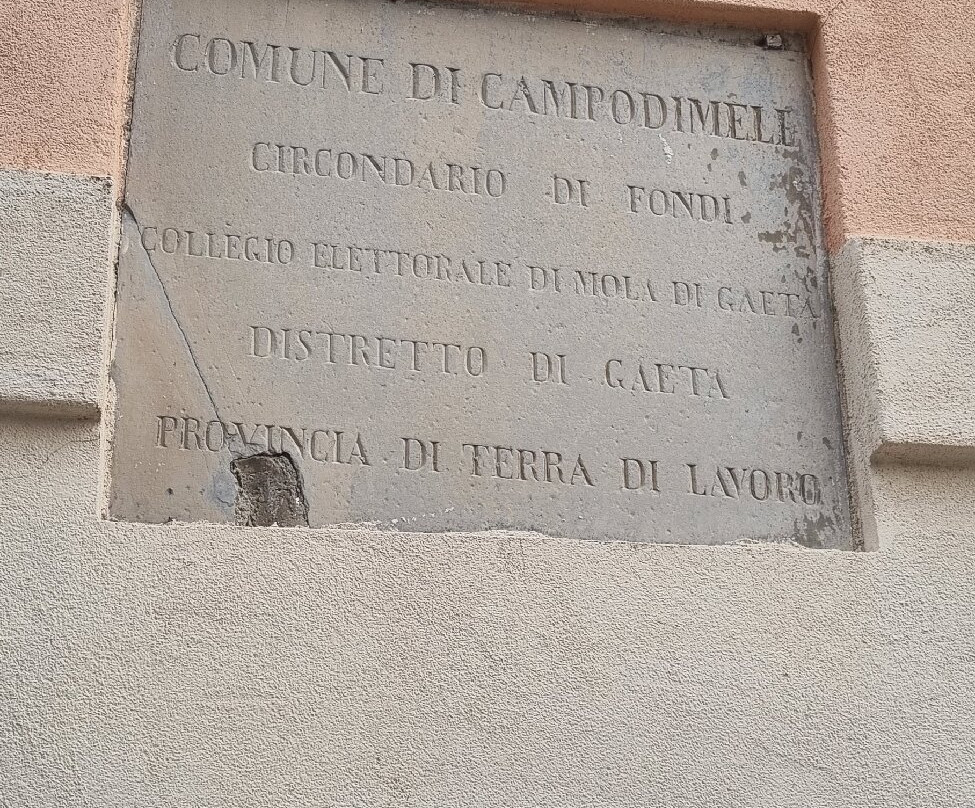 COMUNE DI CAMPODIMELE
CIRCONDARIO DI FONDI
COLLEGIO ELETTORALE DI MOLA DI GAETA
DISTRETTO DI GAETA
PROVINCIA DI TERRA DI LAVORO